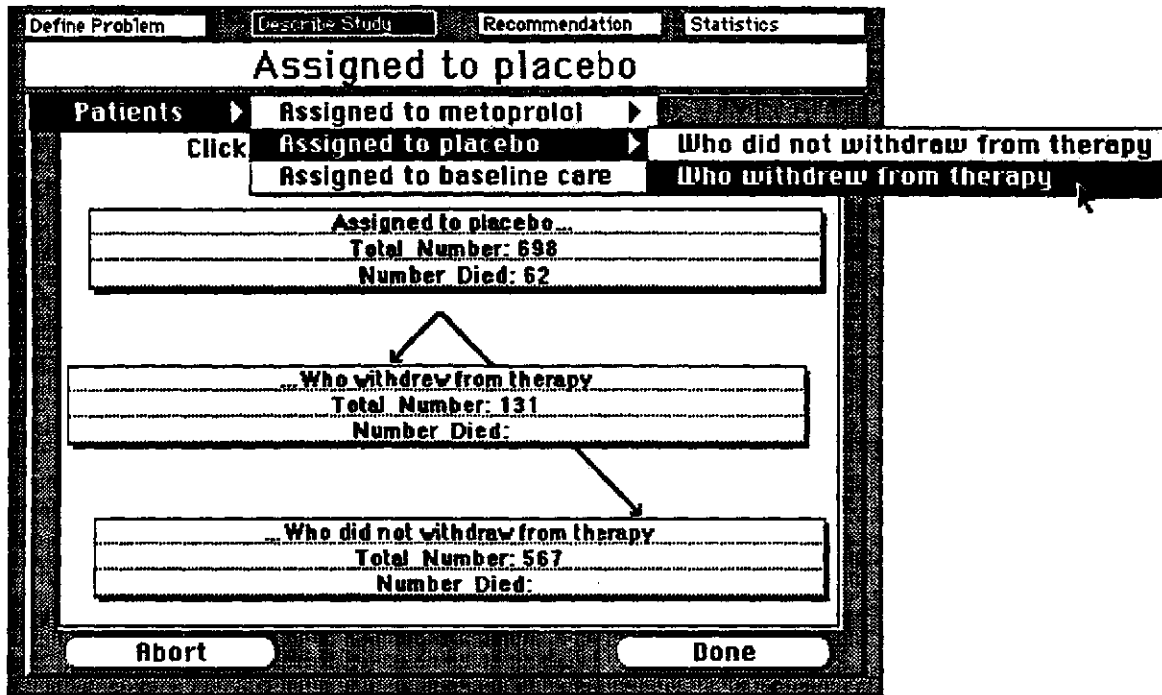 Define Problem Describe Study Recommendation Statistics
Assigned to placebo
Patients Assigned to metoprolol
Click Assigned to placebo Who did not withdraw from therapy
Assigned to baseline care Who withdrew from therapy
Assigned to placebo...
Total Number: 698
Number Died: 62
...Who withdrew from therapy
Total Number: 131
Number Died:
...Who did not withdraw from therapy
Total Number: 567
Number Died:
Abort Done